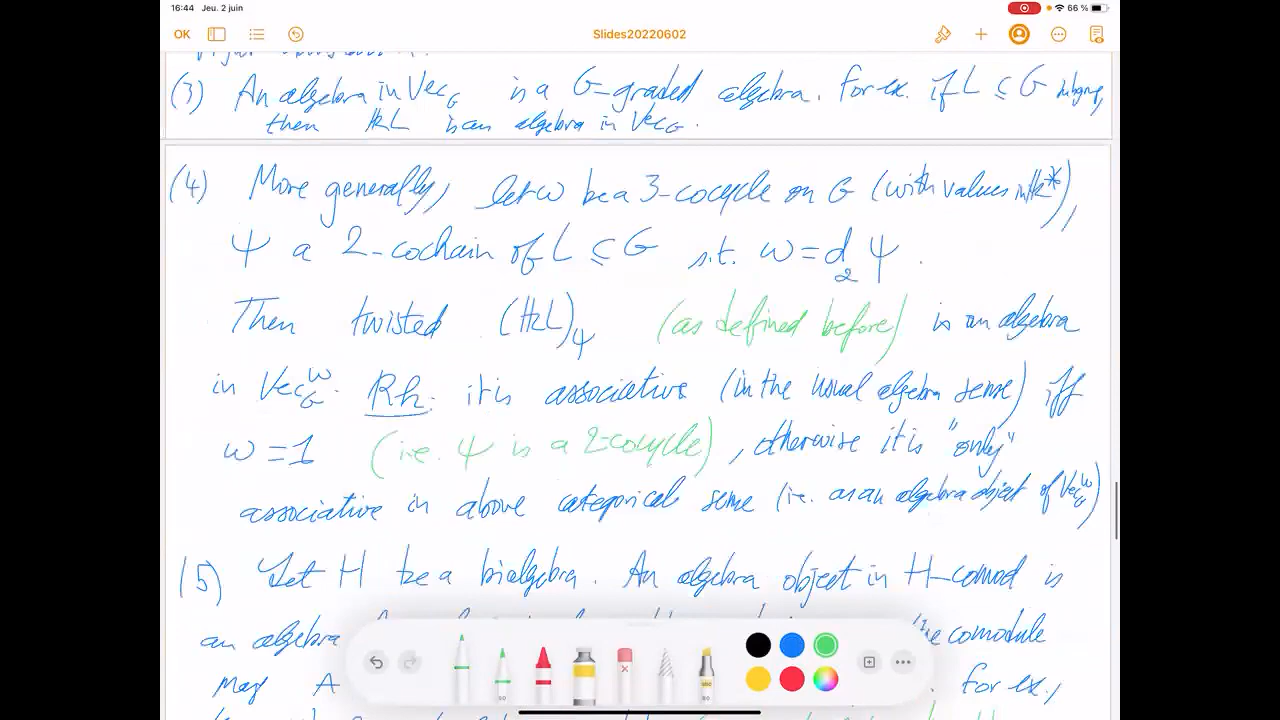 16:44 Jeu. 2 juin
66 %
OK
Slides20220602
(3) An algebra in Vec_G is a G-graded algebra. For ex. if L ⊆ G subgrp,
then kL is an algebra in Vec_G.
(4) More generally, let ω be a 3-cocycle on G (with values in k*),
Ψ a 2-cochain of L ⊆ G s.t. ω = d_2 Ψ.
Then twisted (kL)_Ψ (as defined before) is an algebra
in Vec_G^ω. Rk. it is associative (in the usual algebra sense) iff
ω = 1 (i.e. Ψ is a 2-cocycle), otherwise it is "only"
associative in above categorical sense (i.e. as an algebra object of Vec_G^ω)
(5) Let H be a bialgebra. An algebra object in H-comod is
an algebra the comodule
map A For ex.,